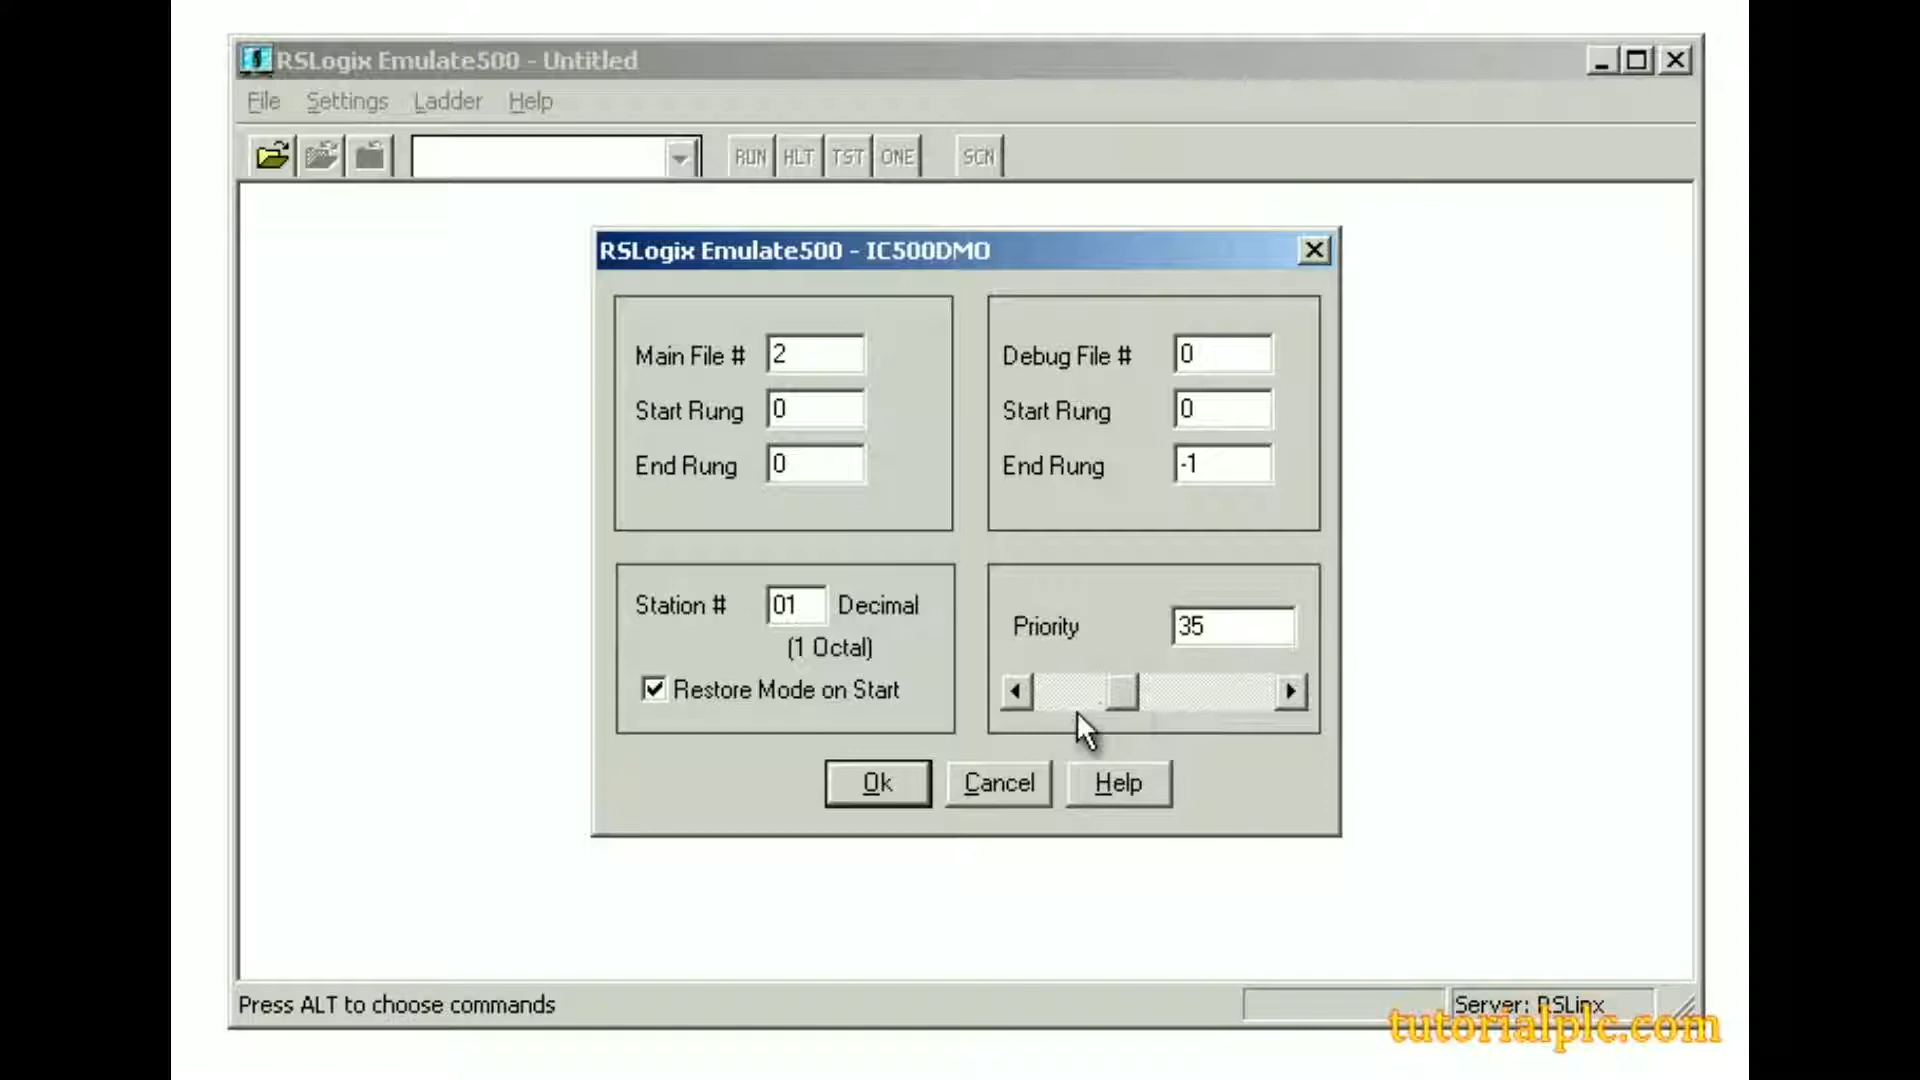 RSLogix Emulate500 - Untitled
File Settings Ladder Help
RUN HLT TST ONE SCN
RSLogix Emulate500 - IC500DMO
Main File # 2
Start Rung 0
End Rung 0
Debug File # 0
Start Rung 0
End Rung -1
Station # 01 Decimal
(1 Octal)
Restore Mode on Start
Priority 35
Ok Cancel Help
Press ALT to choose commands
Server: RSLinx
tutorialplc.com